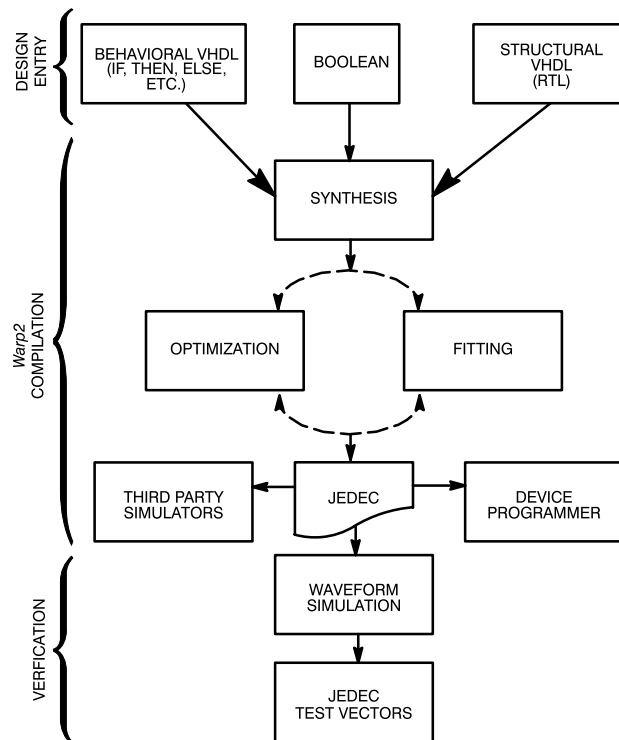 DESIGN
ENTRY
BEHAVIORAL VHDL
(IF, THEN, ELSE,
ETC.)
BOOLEAN
STRUCTURAL
VHDL
(RTL)
Warp2
COMPILATION
SYNTHESIS
OPTIMIZATION
FITTING
THIRD PARTY
SIMULATORS
JEDEC
DEVICE
PROGRAMMER
VERFICATION
WAVEFORM
SIMULATION
JEDEC
TEST VECTORS